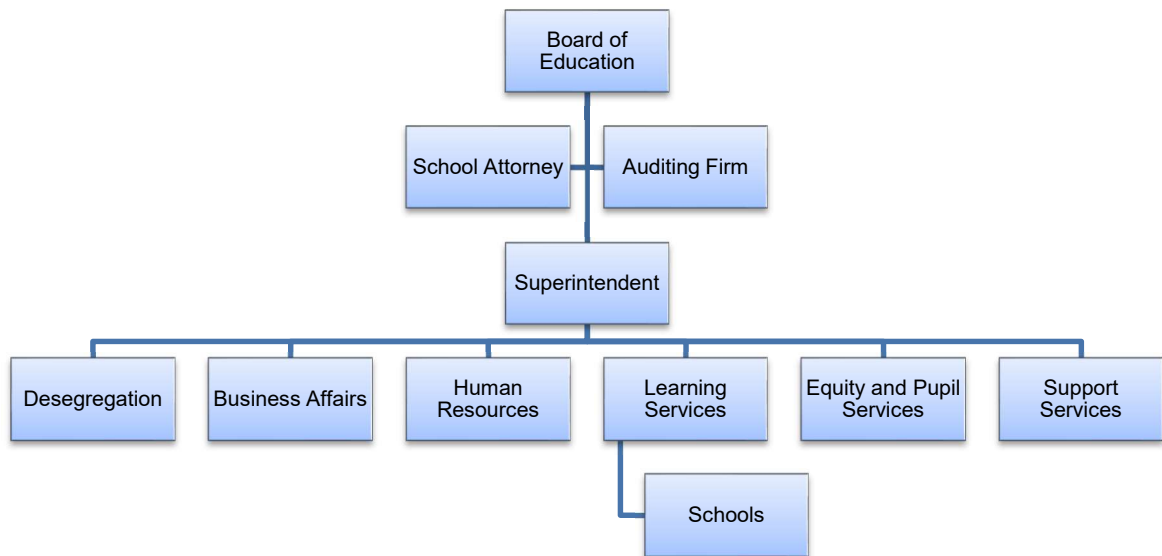 Board of
Education
School Attorney
Auditing Firm
Superintendent
Desegregation
Business Affairs
Human
Resources
Learning
Services
Equity and Pupil
Services
Support
Services
Schools